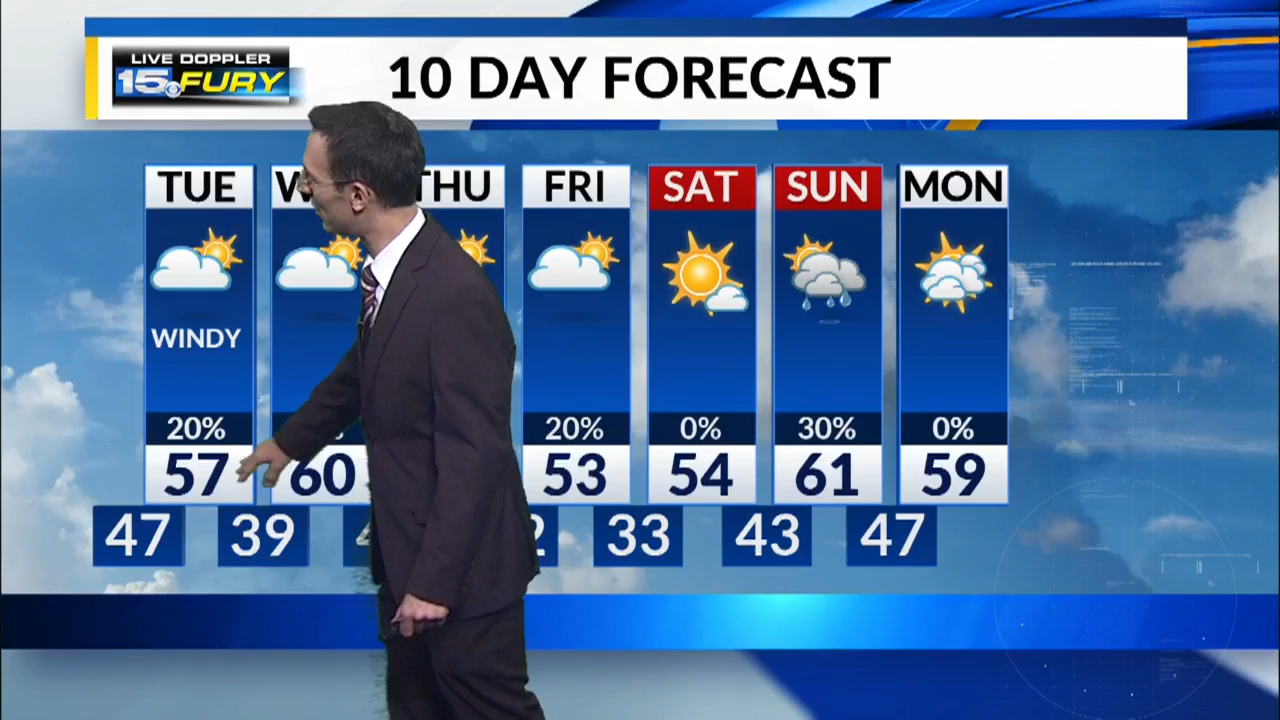 LIVE DOPPLER
15 FURY
10 DAY FORECAST
TUE THU FRI SAT SUN MON
WINDY
20% 20% 0% 30% 0%
57 60 53 54 61 59
47 39 33 43 47